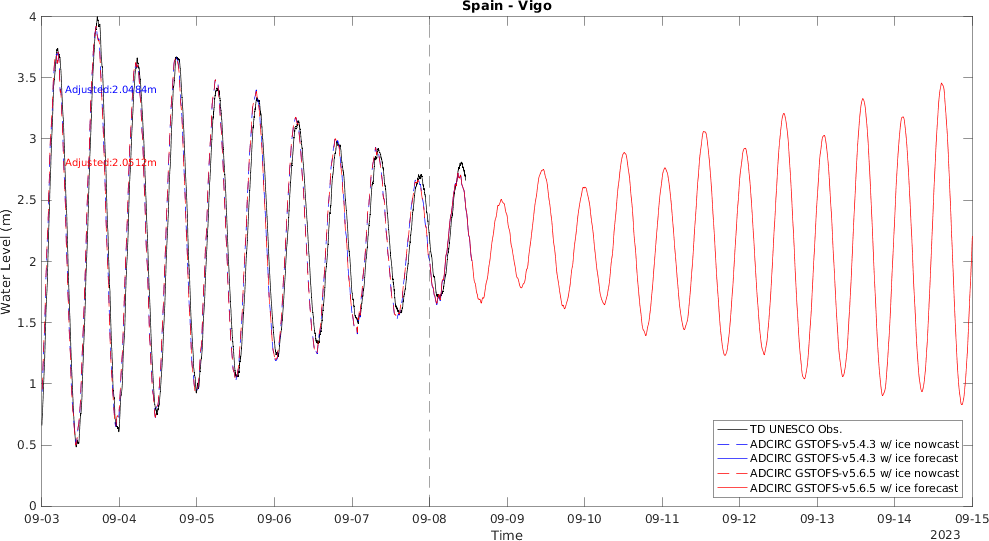 Spain - Vigo
Water Level (m)
4
3.5
3
2.5
2
1.5
1
0.5
0
Adjusted:2.0484m
Adjusted:2.0512m
TD UNESCO Obs.
ADCIRC GSTOFS-v5.4.3 w/ ice nowcast
ADCIRC GSTOFS-v5.4.3 w/ ice forecast
ADCIRC GSTOFS-v5.6.5 w/ ice nowcast
ADCIRC GSTOFS-v5.6.5 w/ ice forecast
09-03 09-04 09-05 09-06 09-07 09-08 09-09 09-10 09-11 09-12 09-13 09-14 09-15
Time
2023